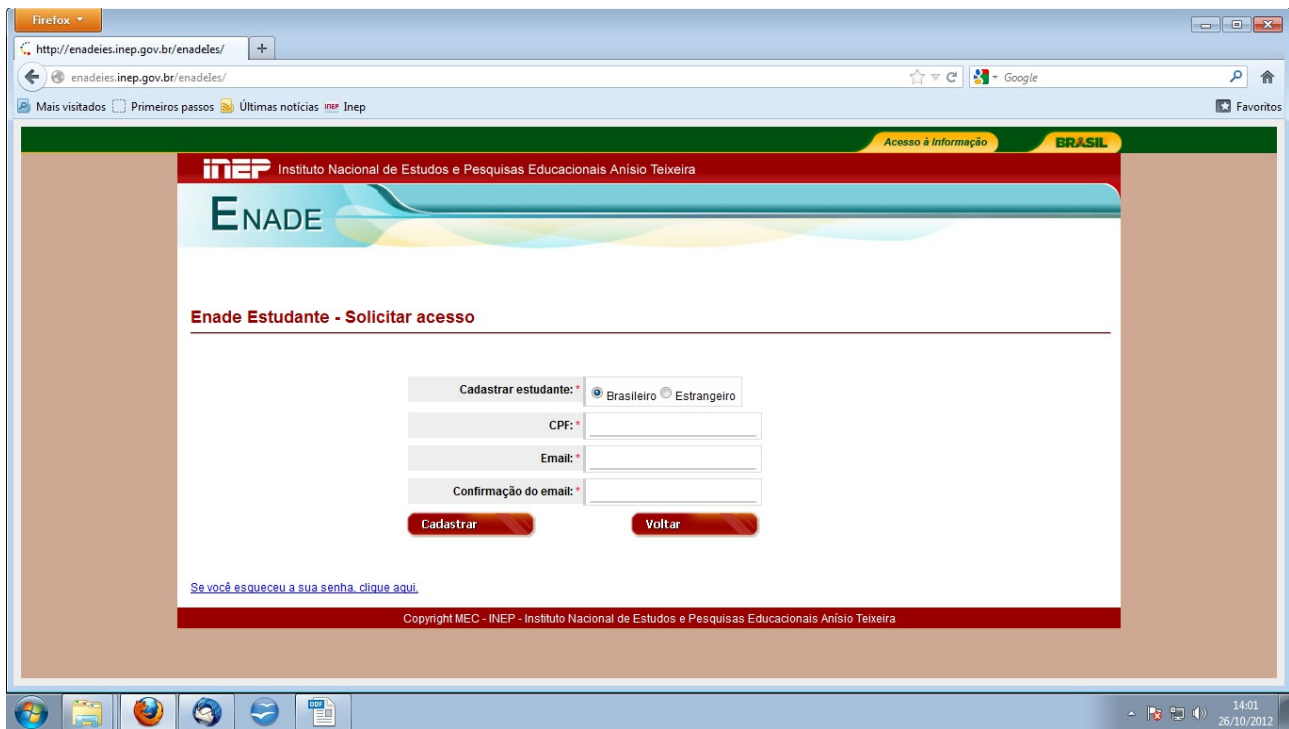 Firefox
http://enadeies.inep.gov.br/enadeIes/
enadeies.inep.gov.br/enadeIes/
Google
Mais visitados Primeiros passos Últimas notícias INEP Inep
Favoritos
Acesso à Informação
BRASIL
INEP Instituto Nacional de Estudos e Pesquisas Educacionais Anísio Teixeira
ENADE
Enade Estudante - Solicitar acesso
Cadastrar estudante: * Brasileiro Estrangeiro
CPF: *
Email: *
Confirmação do email: *
Cadastrar Voltar
Se você esqueceu a sua senha, clique aqui.
Copyright MEC - INEP - Instituto Nacional de Estudos e Pesquisas Educacionais Anísio Teixeira
ODF
14:01
26/10/2012